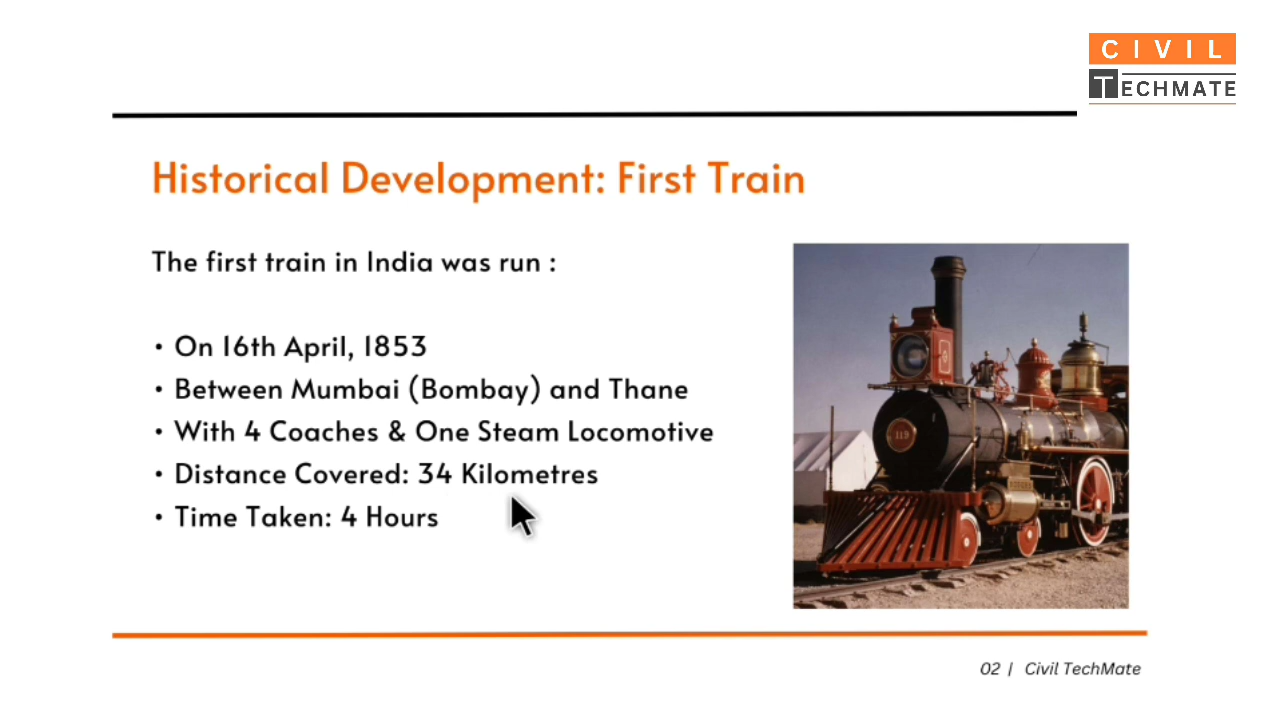 CIVIL
TECHMATE
Historical Development: First Train
The first train in India was run :
• On 16th April, 1853
• Between Mumbai (Bombay) and Thane
• With 4 Coaches & One Steam Locomotive
• Distance Covered: 34 Kilometres
• Time Taken: 4 Hours
119
02 | Civil TechMate